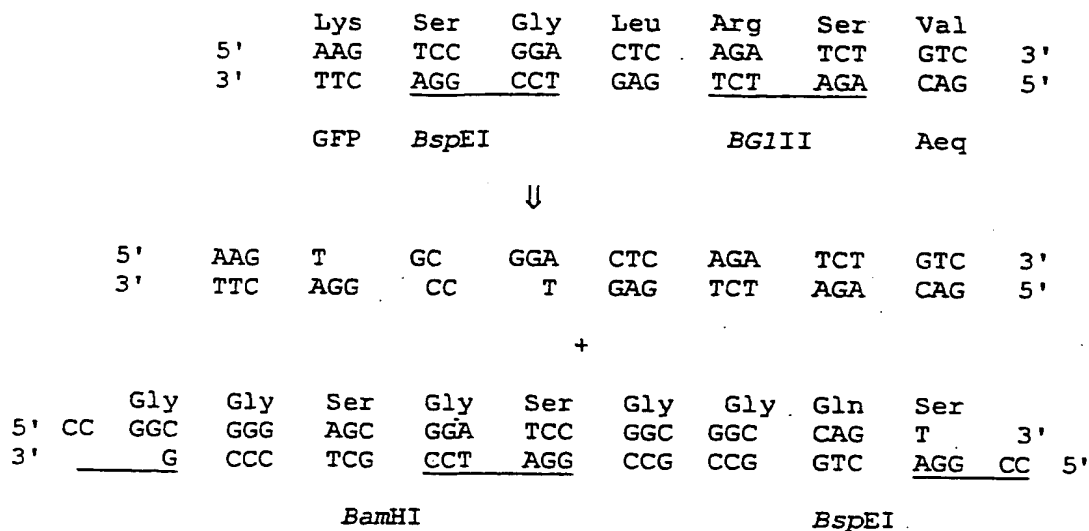 Lys Ser Gly Leu Arg Ser Val
5' AAG TCC GGA CTC AGA TCT GTC 3'
3' TTC AGG CCT GAG TCT AGA CAG 5'
GFP BspEI BGlII Aeq
⇓
5' AAG T GC GGA CTC AGA TCT GTC 3'
3' TTC AGG CC T GAG TCT AGA CAG 5'
+
Gly Gly Ser Gly Ser Gly Gly Gln Ser
5' CC GGC GGG AGC GGA TCC GGC GGC CAG T 3'
3' G CCC TCG CCT AGG CCG CCG GTC AGG CC 5'
BamHI BspEI